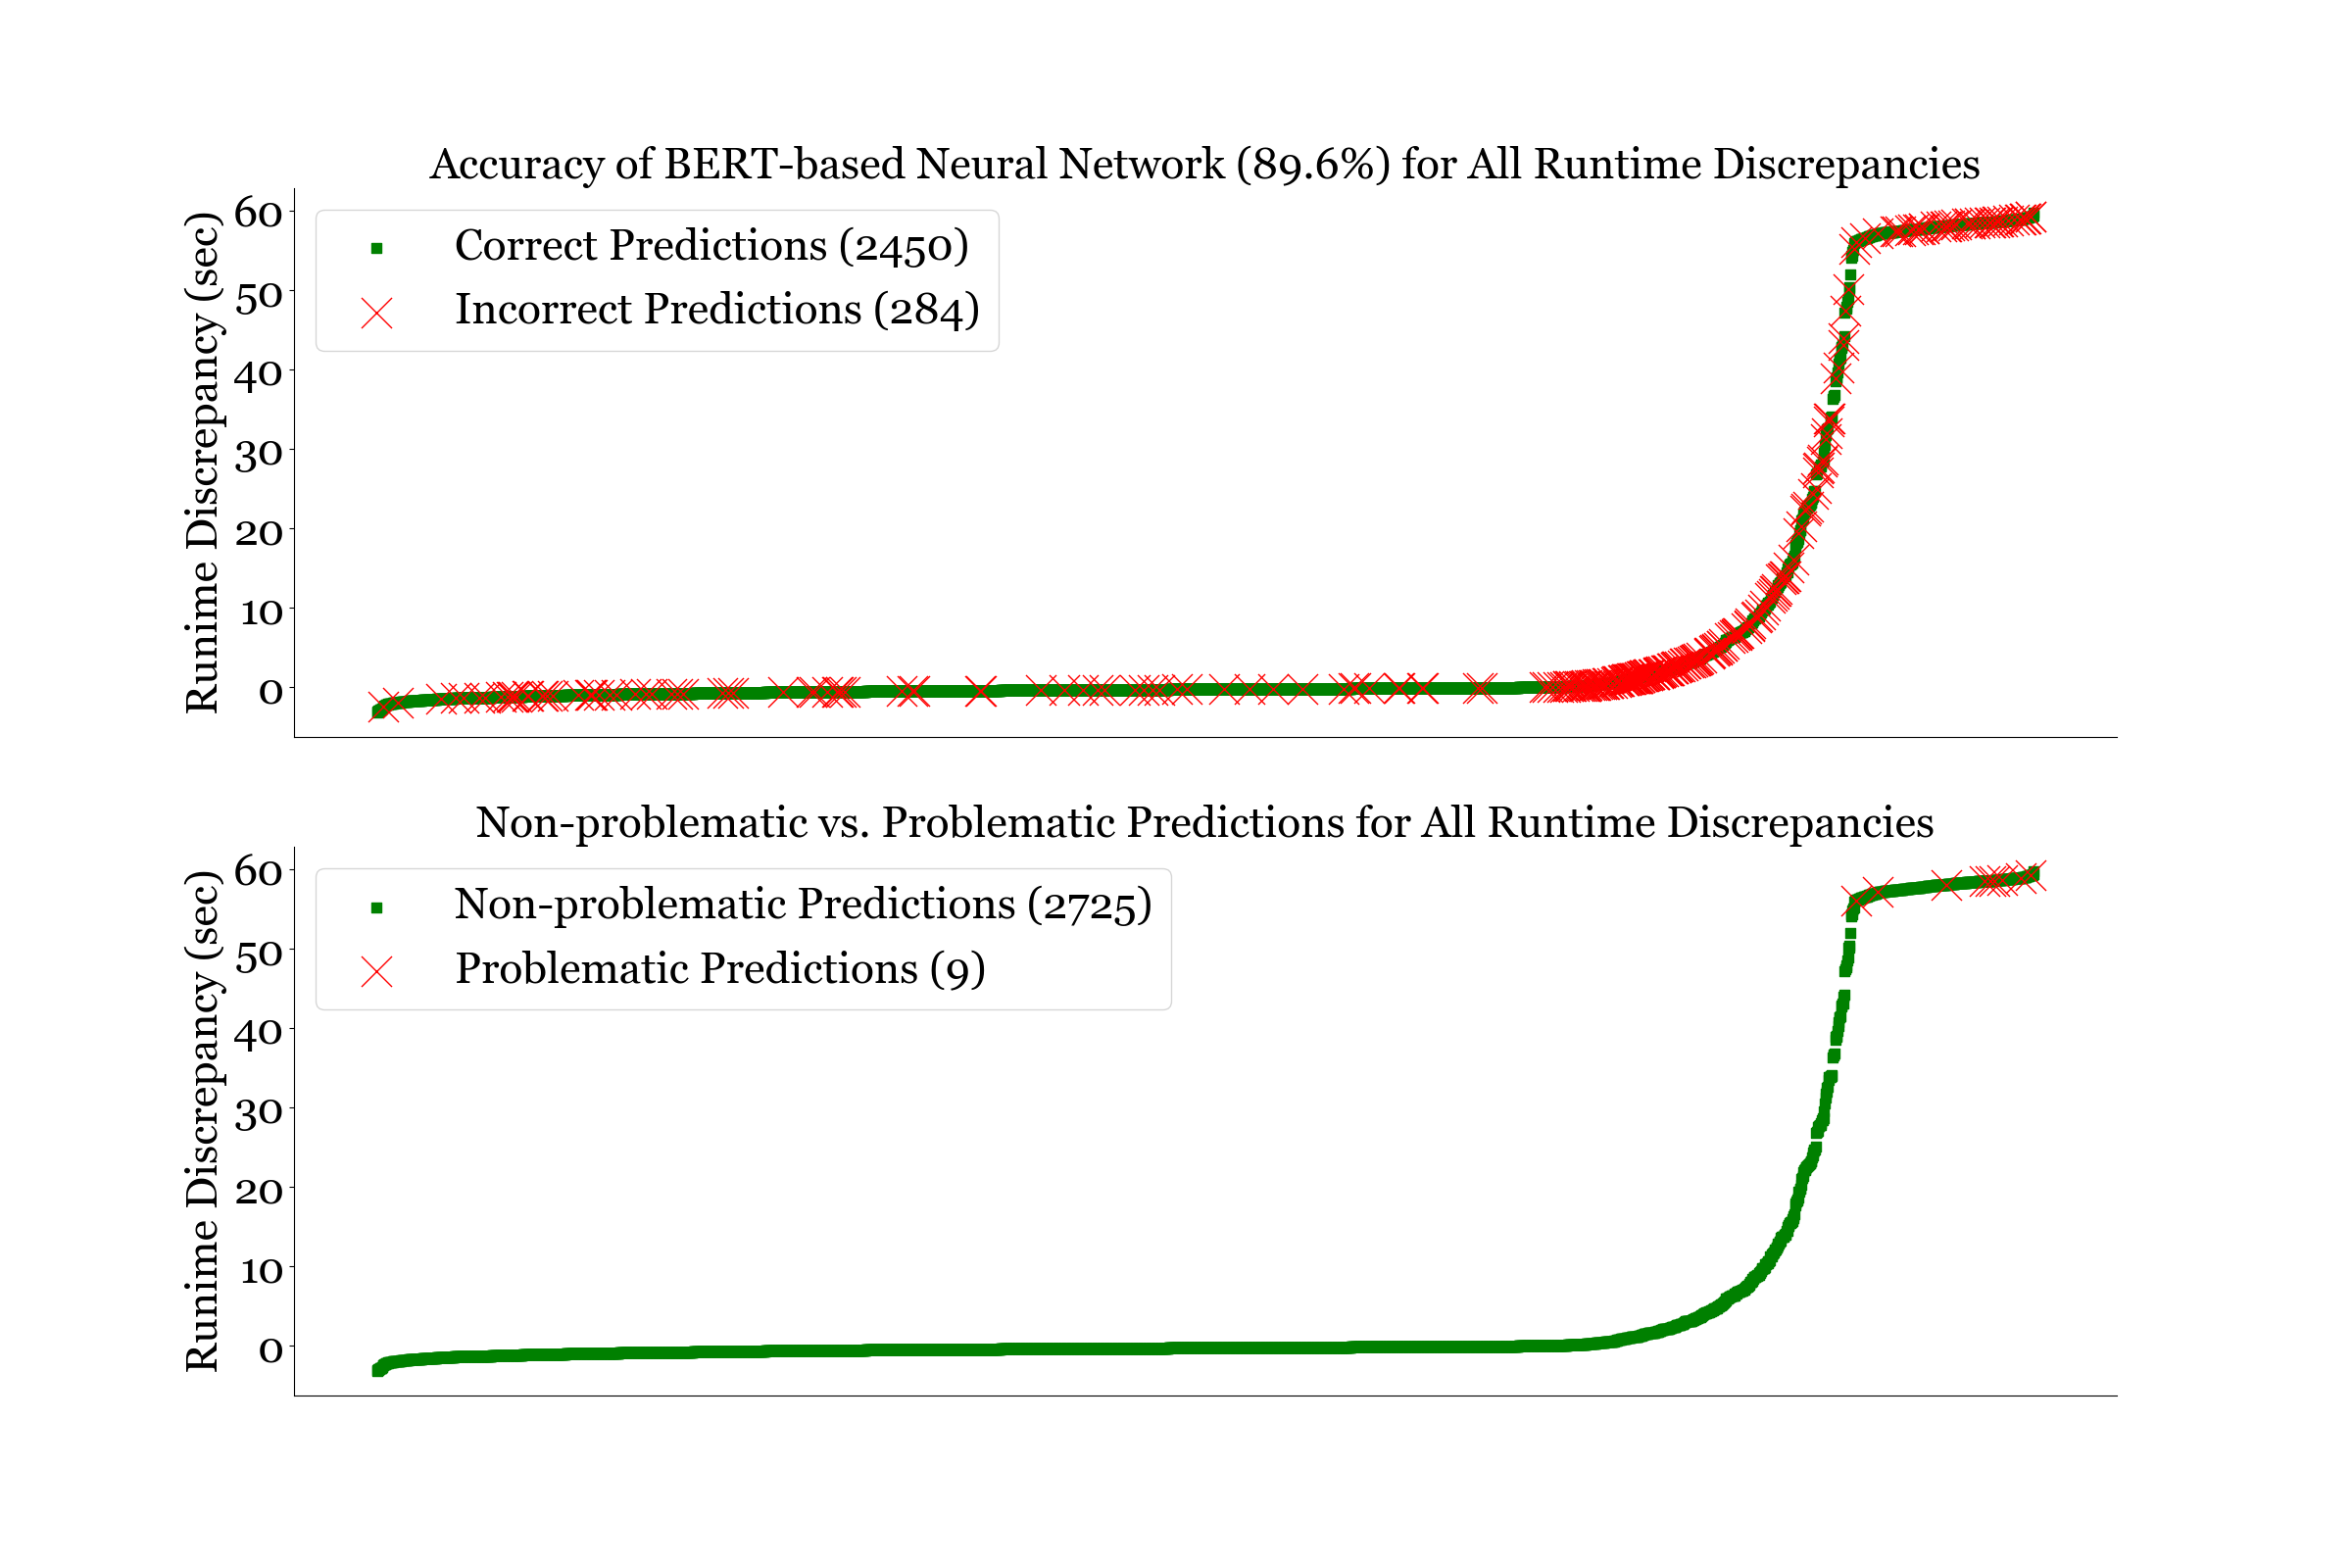 Accuracy of BERT-based Neural Network (89.6%) for All Runtime Discrepancies
Runime Discrepancy (sec)
60
50
40
30
20
10
0
Correct Predictions (2450)
Incorrect Predictions (284)
Non-problematic vs. Problematic Predictions for All Runtime Discrepancies
Runime Discrepancy (sec)
60
50
40
30
20
10
0
Non-problematic Predictions (2725)
Problematic Predictions (9)